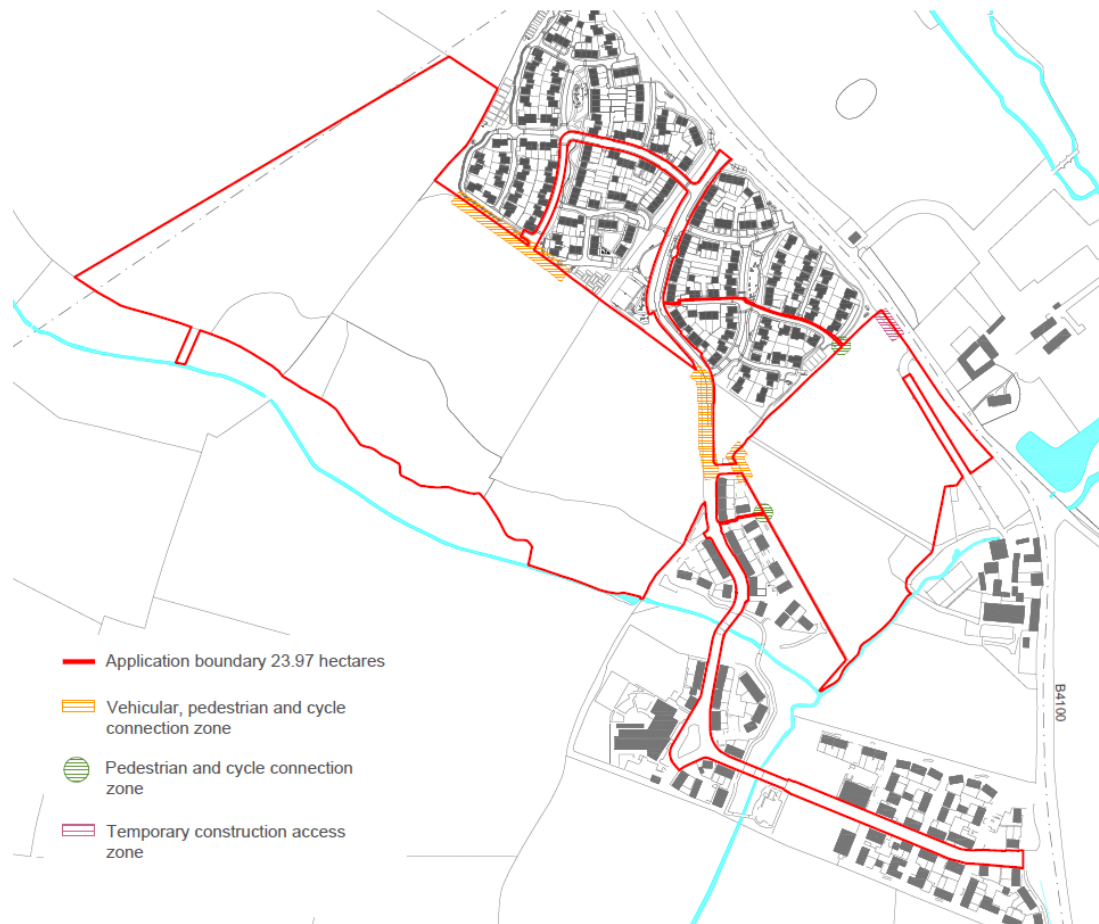 Application boundary 23.97 hectares
Vehicular, pedestrian and cycle
connection zone
Pedestrian and cycle connection
zone
Temporary construction access
zone
B4100